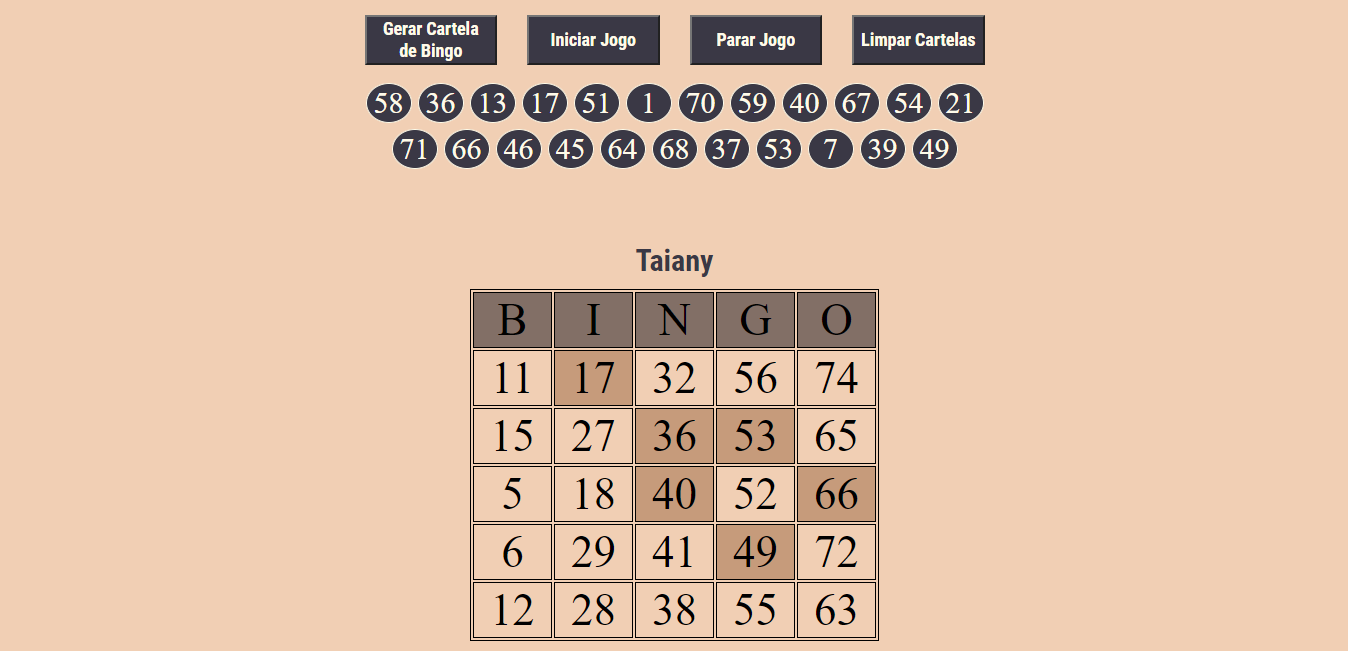 Gerar Cartela de Bingo Iniciar Jogo Parar Jogo Limpar Cartelas
58 36 13 17 51 1 70 59 40 67 54 21
71 66 46 45 64 68 37 53 7 39 49
Taiany
B I N G O
11 17 32 56 74
15 27 36 53 65
5 18 40 52 66
6 29 41 49 72
12 28 38 55 63